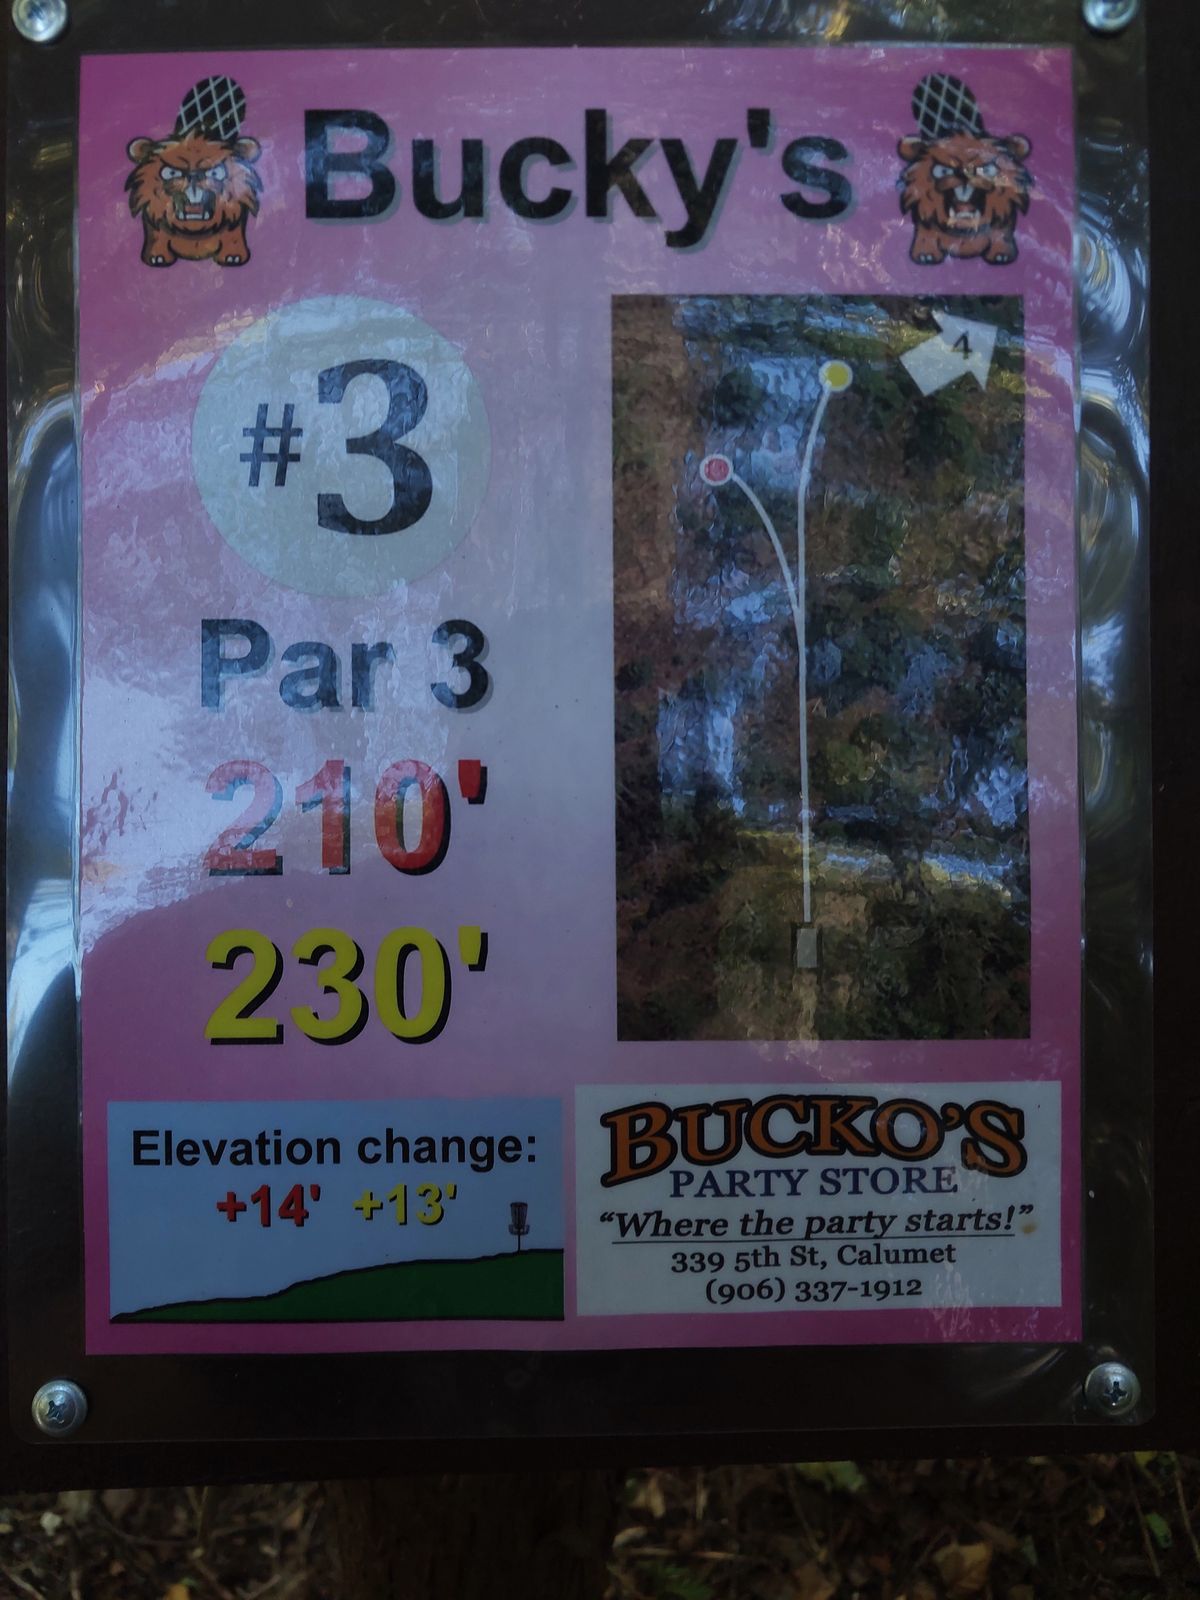 Bucky's
#3
Par 3
210'
230'
4
Elevation change:
+14' +13'
BUCKO'S
PARTY STORE
“Where the party starts!”
339 5th St, Calumet
(906) 337-1912